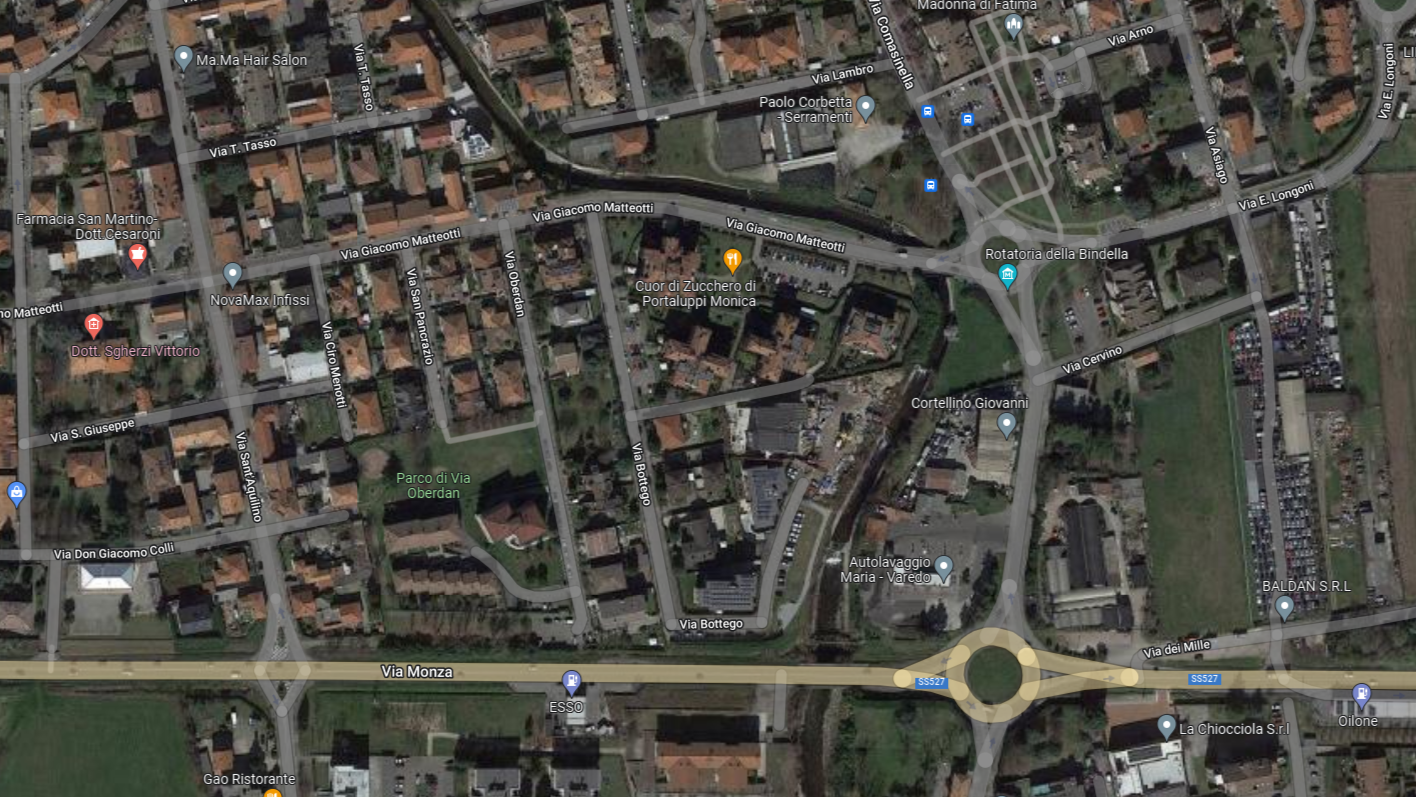 Madonna di Fatima
Via Comasinella
Via Arno
Ma.Ma Hair Salon
Via T. Tasso
Via Lambro
Via E. Longoni
Paolo Corbetta
- Serramenti
Via T. Tasso
Via Asiago
Via E. Longoni
Farmacia San Martino-
Dott.Cesaroni
Via Giacomo Matteotti
Via Giacomo Matteotti
Via Giacomo Matteotti
Rotatoria della Bindella
NovaMax Infissi
Cuor di Zucchero di
Portaluppi Monica
Via Oberdan
Via San Pancrazio
Matteotti
Dott. Sgherzi Vittorio
Via Ciro Menotti
Via Cervino
Cortellino Giovanni
Via S. Giuseppe
Via Sant'Aquilino
Parco di Via
Oberdan
Via Bottego
Via Don Giacomo Colli
Autolavaggio
Maria - Varedo
BALDAN S.R.L
Via Bottego
Via dei Mille
Via Monza
SS527
SS527
ESSO
Oilone
La Chiocciola S.r.l
Gao Ristorante